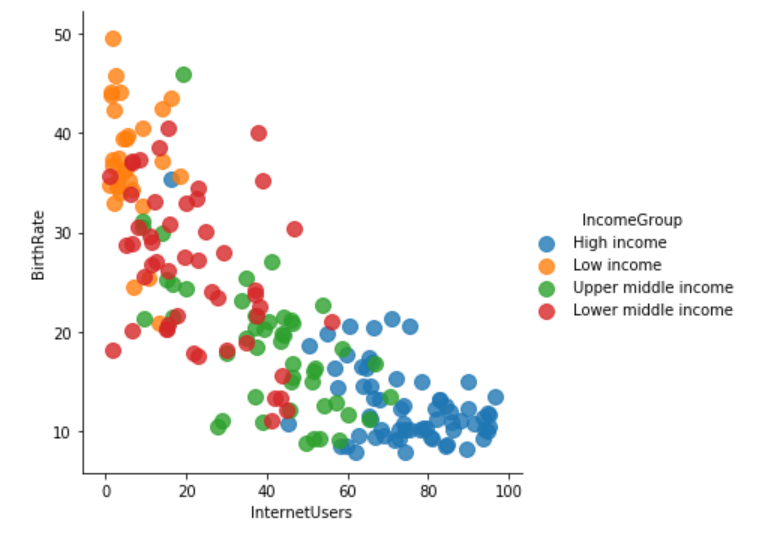 50
40
30
20
10
BirthRate
0 20 40 60 80 100
InternetUsers
IncomeGroup
High income
Low income
Upper middle income
Lower middle income